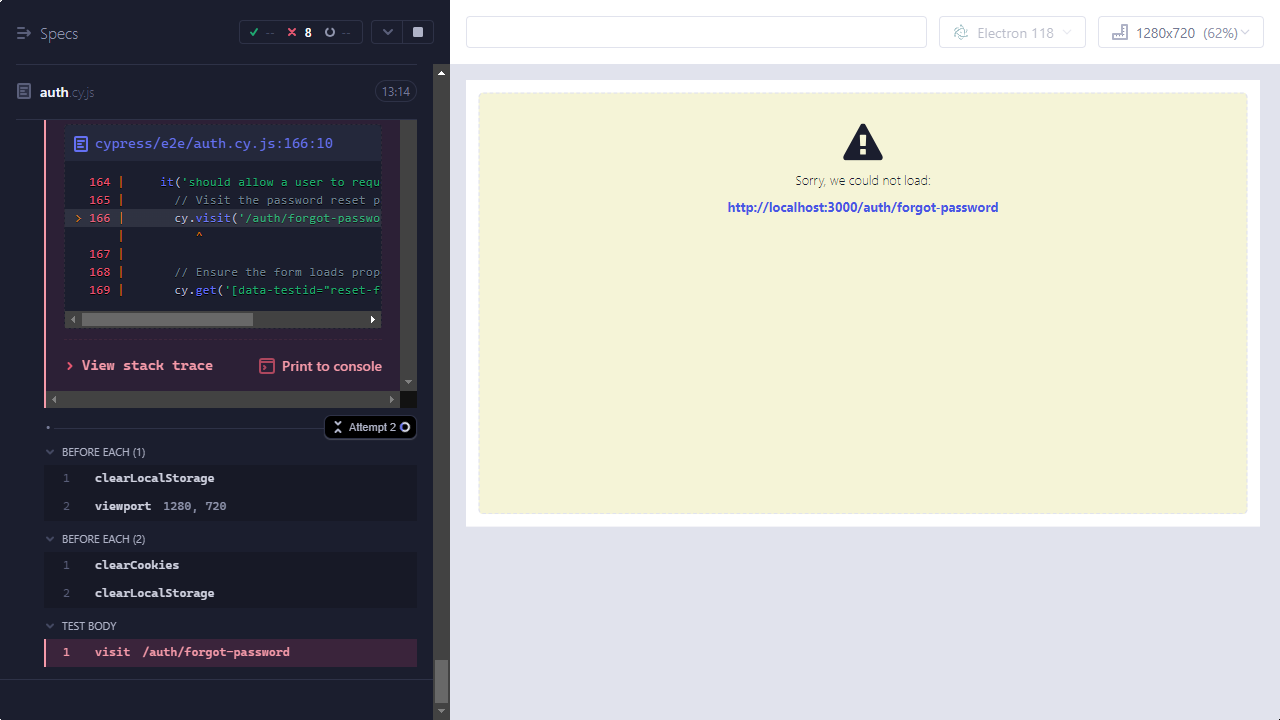 Specs
-- 8 --
auth.cy.js
13:14
cypress/e2e/auth.cy.js:166:10
164 | it('should allow a user to requ
165 | // Visit the password reset p
> 166 | cy.visit('/auth/forgot-passwo
| ^
167 |
168 | // Ensure the form loads prop
169 | cy.get('[data-testid="reset-f
View stack trace
Print to console
Attempt 2
BEFORE EACH (1)
1 clearLocalStorage
2 viewport 1280, 720
BEFORE EACH (2)
1 clearCookies
2 clearLocalStorage
TEST BODY
1 visit /auth/forgot-password
Electron 118
1280x720 (62%)
Sorry, we could not load:
http://localhost:3000/auth/forgot-password